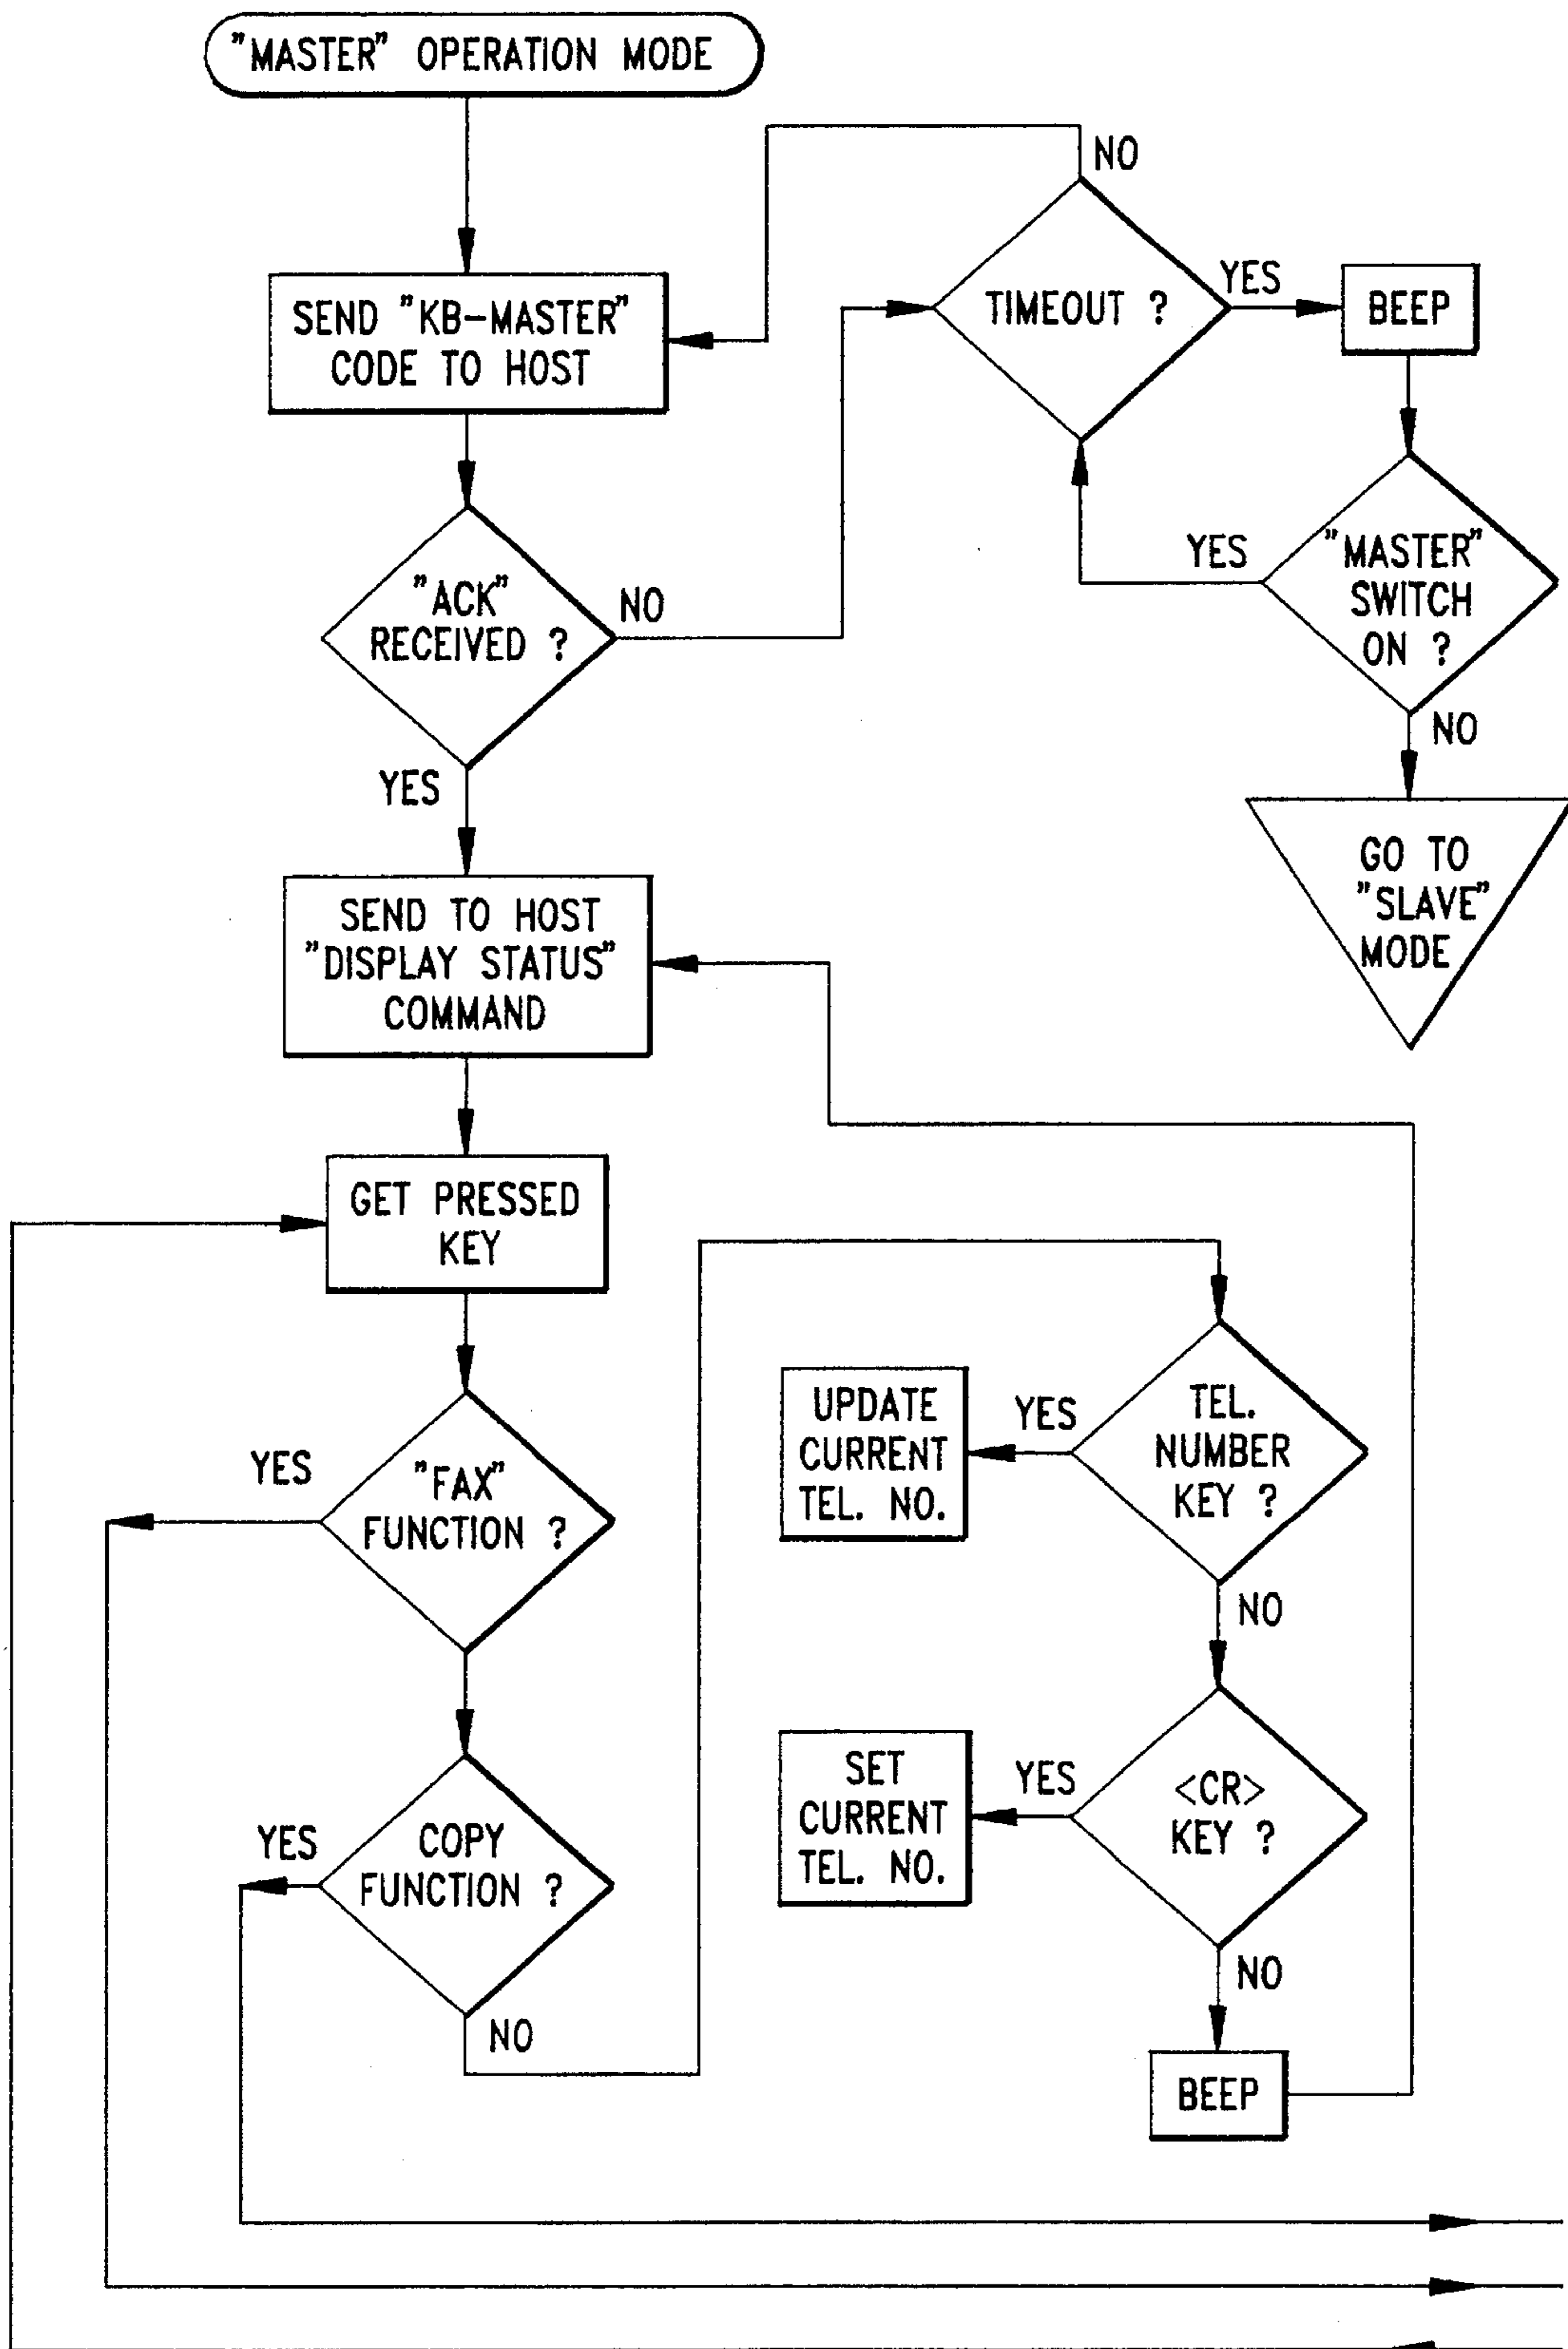 "MASTER" OPERATION MODE
NO
SEND "KB-MASTER"
CODE TO HOST
TIMEOUT ?
YES
BEEP
"ACK"
RECEIVED ?
NO
YES
YES
"MASTER"
SWITCH
ON ?
NO
SEND TO HOST
"DISPLAY STATUS"
COMMAND
GO TO
"SLAVE"
MODE
GET PRESSED
KEY
YES
"FAX"
FUNCTION ?
UPDATE
CURRENT
TEL. NO.
YES
TEL.
NUMBER
KEY ?
NO
YES
COPY
FUNCTION ?
NO
SET
CURRENT
TEL. NO.
YES
<CR>
KEY ?
NO
BEEP